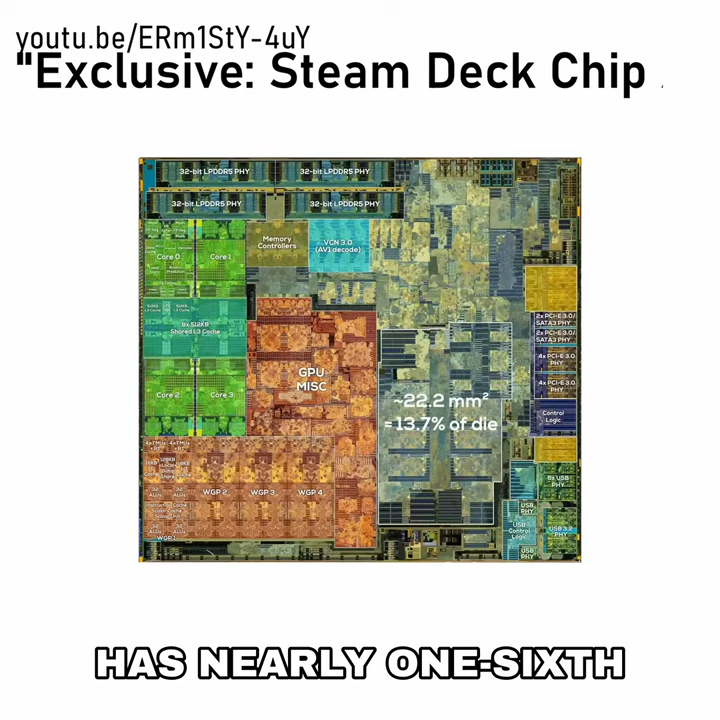 youtu.be/ERm1StY-4uY
"Exclusive: Steam Deck Chip
32-bit LPDDR5 PHY
32-bit LPDDR5 PHY
32-bit LPDDR5 PHY
32-bit LPDDR5 PHY
Memory
Controllers
VCN 3.0
(AV1 decode)
Core 0
Core 1
8x 512KB
Shared L3 Cache
Core 2
Core 3
GPU
MISC
~22.2 mm²
=13.7% of die
2x PCI-E 3.0/
SATA3 PHY
2x PCI-E 3.0/
SATA3 PHY
4x PCI-E 3.0
PHY
4x PCI-E 3.0
PHY
Control
Logic
8x USB
PHY
USB
PHY
USB
Control
Logic
USB 3.2
PHY
USB
PHY
WGP 2
WGP 3
WGP 4
WGP 1
HAS NEARLY ONE-SIXTH